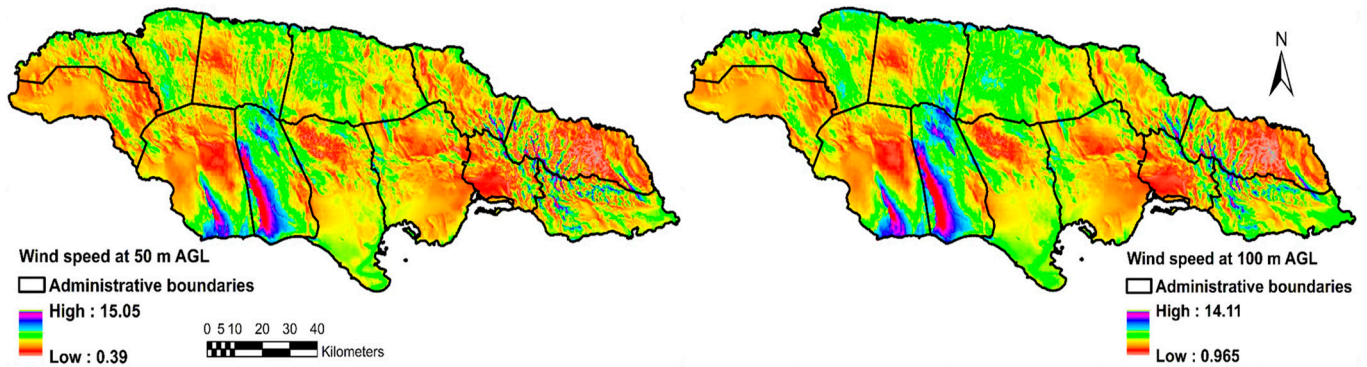 N
Wind speed at 50 m AGL
Administrative boundaries
High : 15.05
Low : 0.39
0 5 10 20 30 40
Kilometers
Wind speed at 100 m AGL
Administrative boundaries
High : 14.11
Low : 0.965